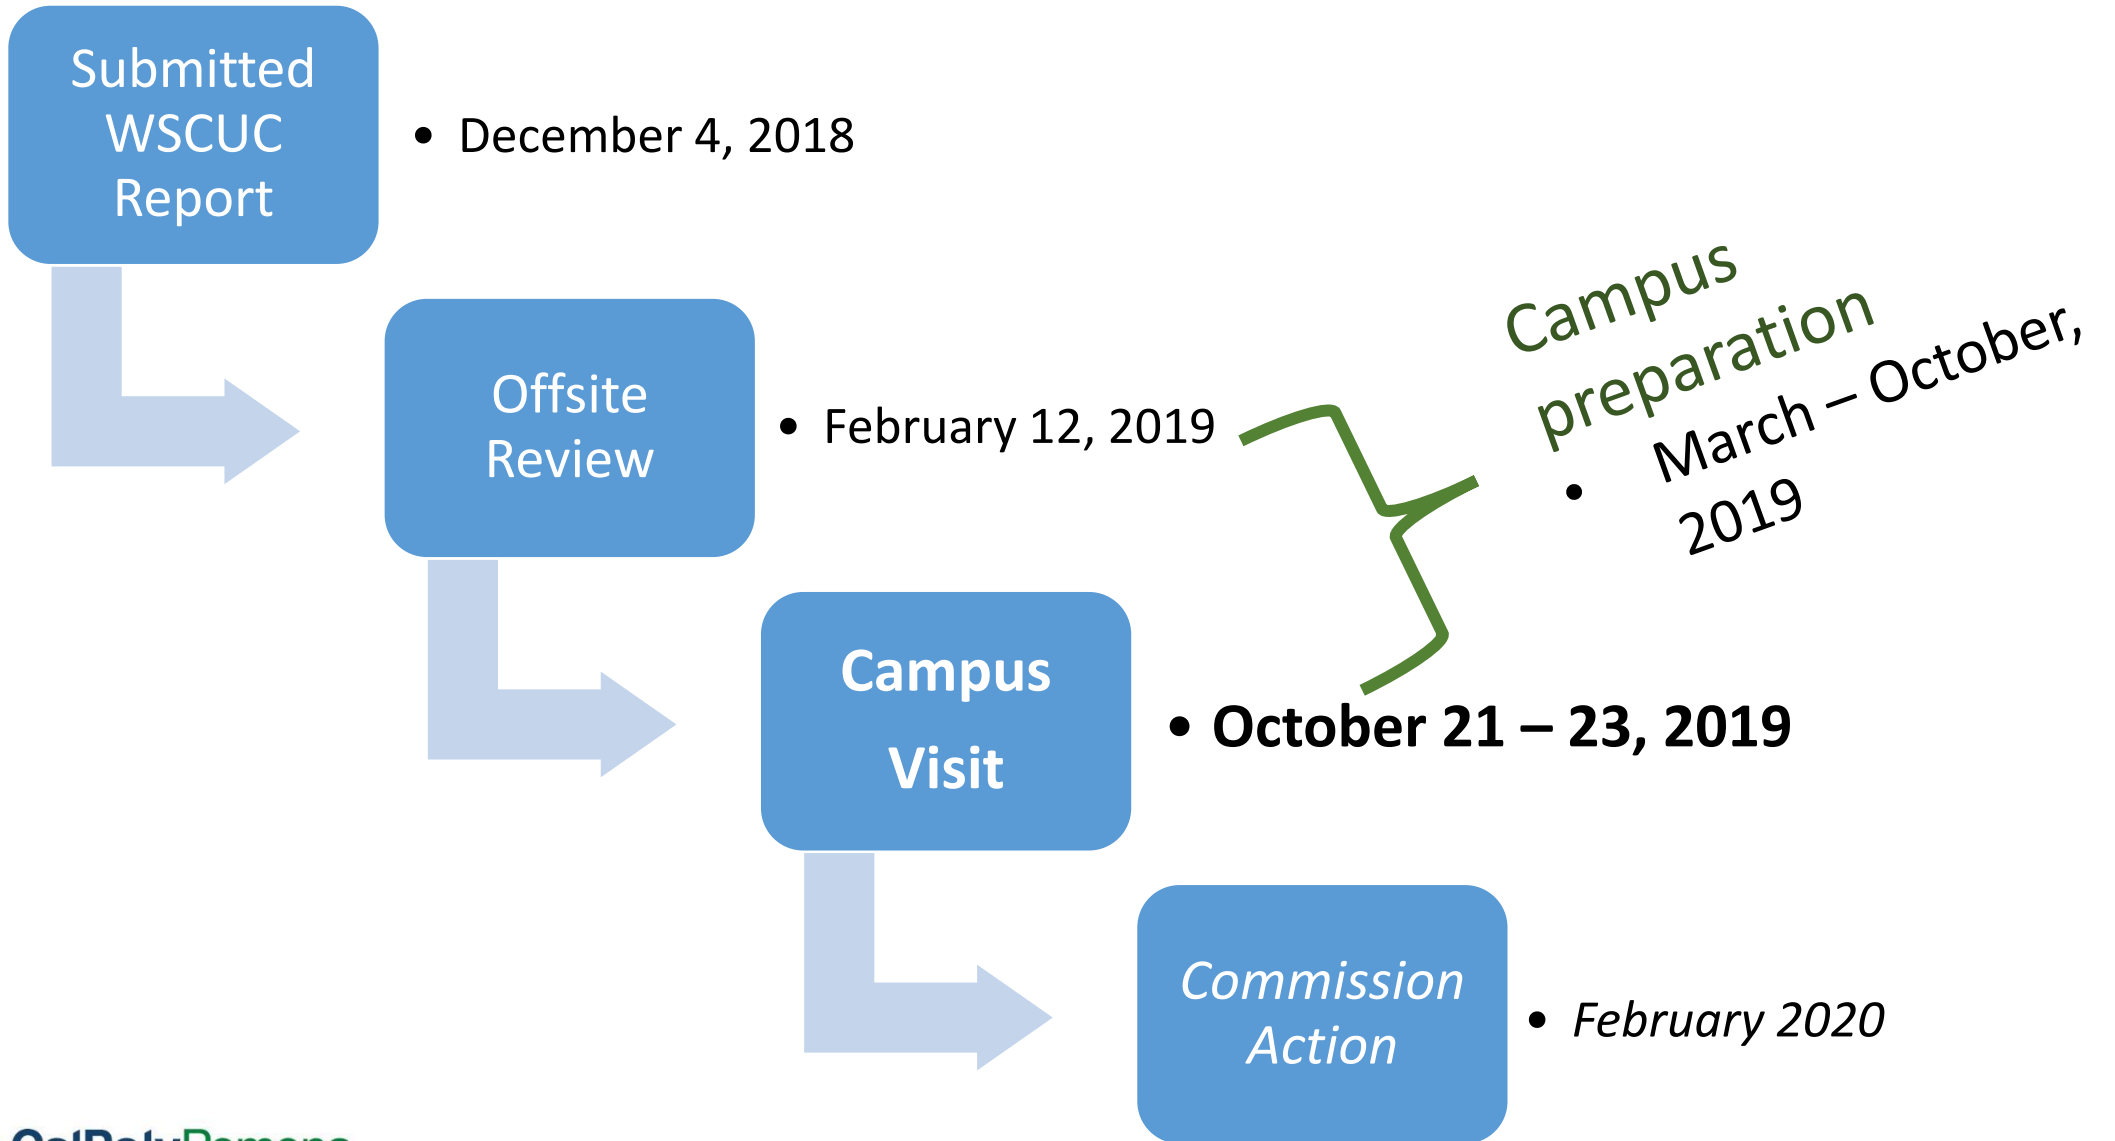 Submitted
WSCUC
Report
• December 4, 2018
Offsite
Review
• February 12, 2019
Campus
preparation
• March – October,
2019
Campus
Visit
• October 21 – 23, 2019
Commission
Action
• February 2020
CalPolyPomona